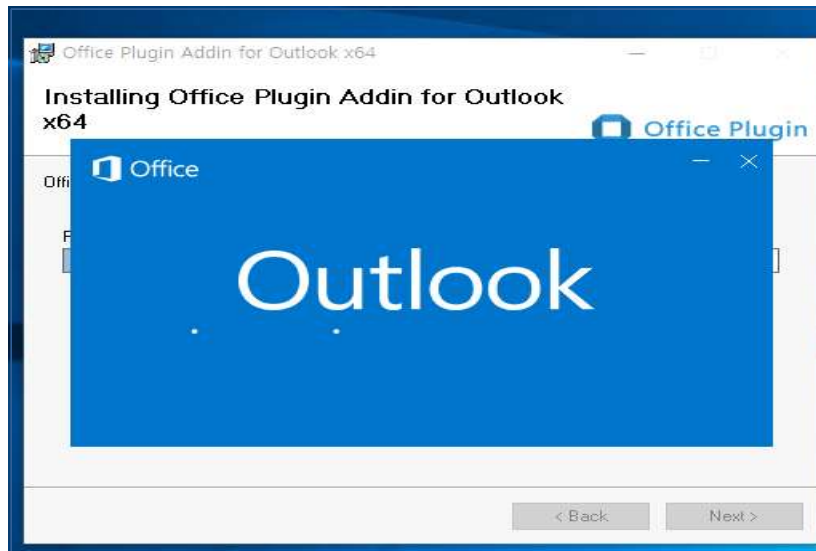 Office Plugin Addin for Outlook x64
Installing Office Plugin Addin for Outlook
x64
Office Plugin
Office
Offi
Outlook
< Back
Next >